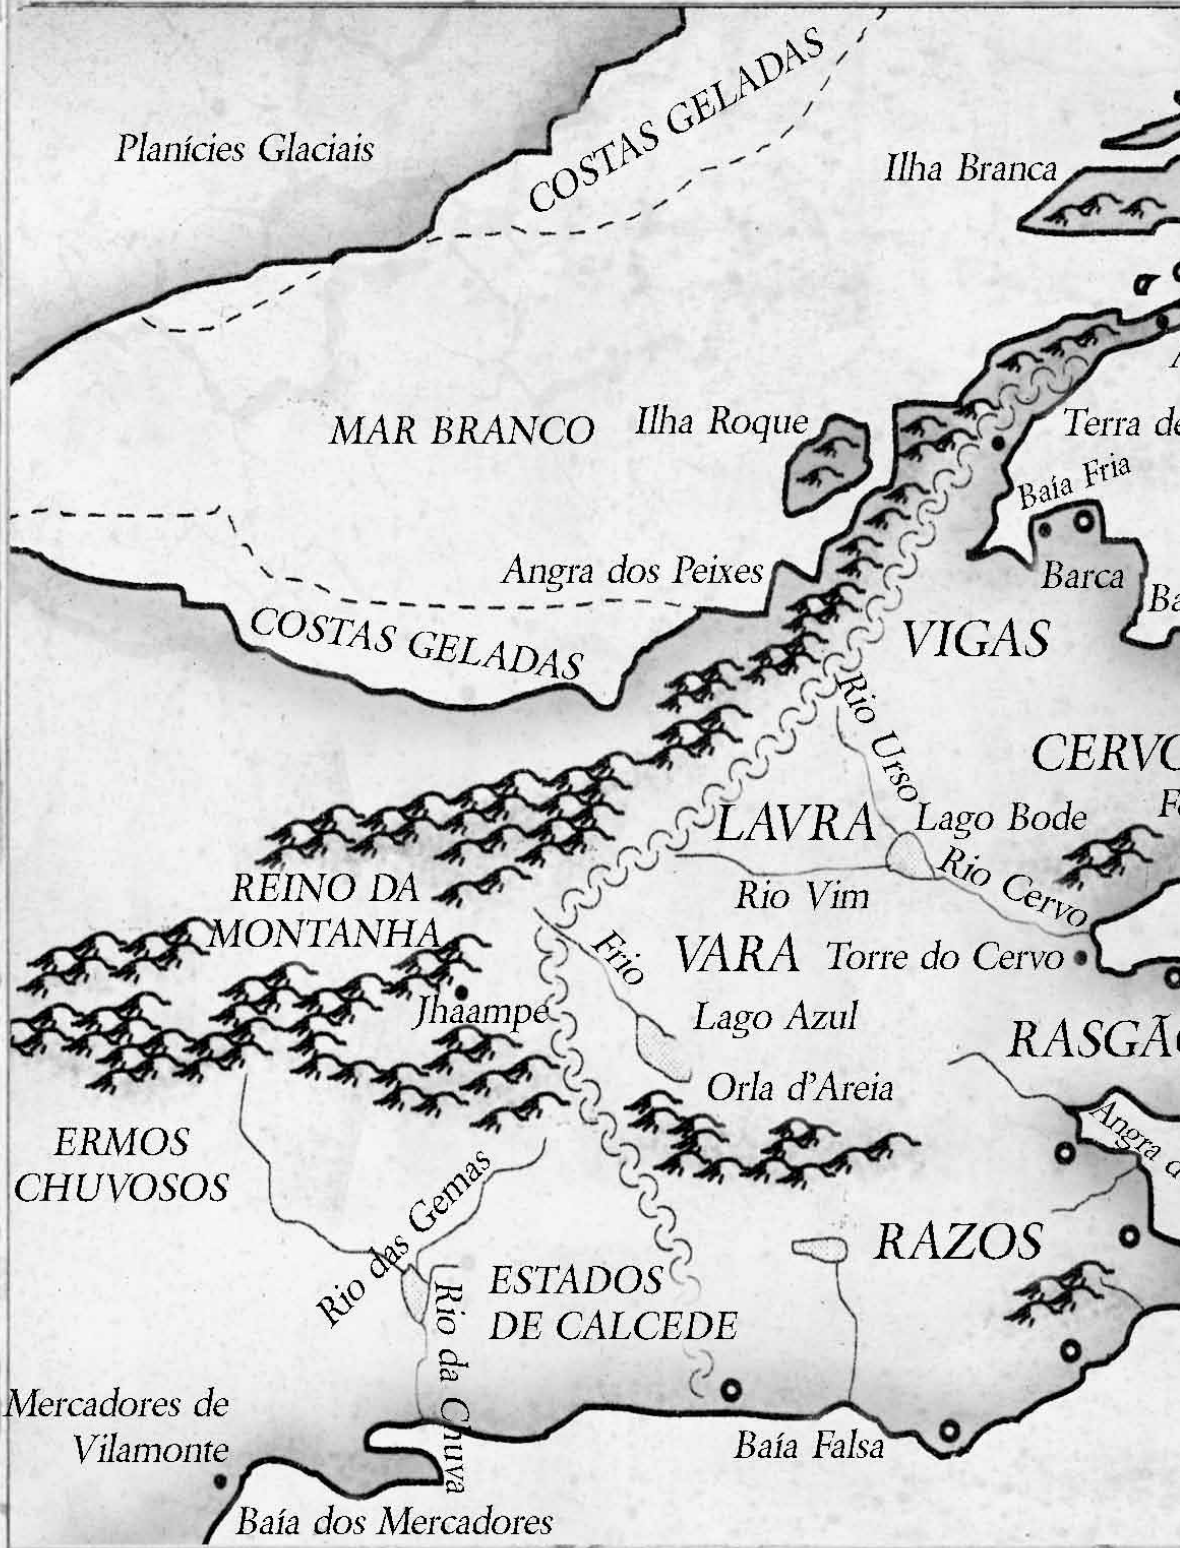 COSTAS GELADAS
Planícies Glaciais
Ilha Branca
MAR BRANCO
Ilha Roque
Terra de
Baía Fria
Angra dos Peixes
Barca
Ba
COSTAS GELADAS
VIGAS
Rio Urso
CERVO
LAVRA
Lago Bode
Fo
REINO DA
MONTANHA
Rio Vim
Rio Cervo
Frio
VARA
Torre do Cervo
Jhaampe
Lago Azul
RASGÃO
Orla d'Areia
Angra d
ERMOS
CHUVOSOS
Rio das Gemas
RAZOS
ESTADOS
DE CALCEDE
Rio da Chuva
Mercadores de
Vilamonte
Baía Falsa
Baía dos Mercadores